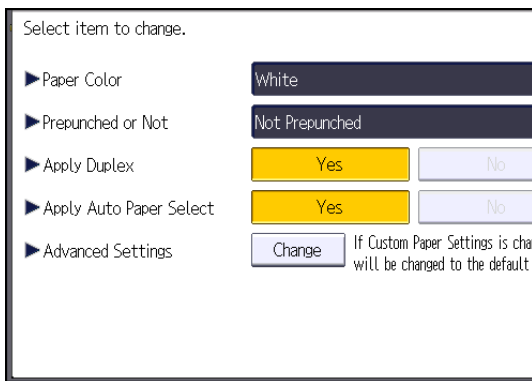 Select item to change.
Paper Color White
Prepunched or Not Not Prepunched
Apply Duplex Yes No
Apply Auto Paper Select Yes No
Advanced Settings Change If Custom Paper Settings is
will be changed to the default